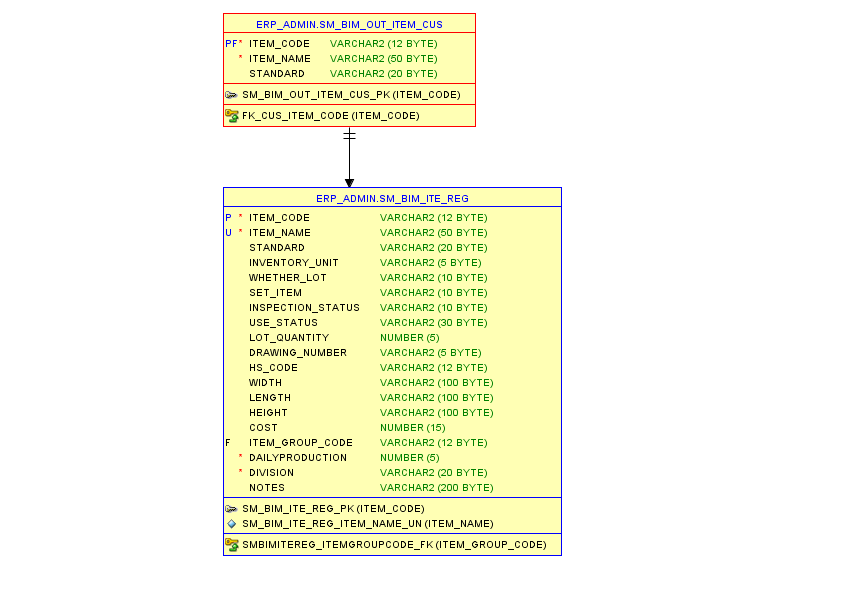 ERP_ADMIN.SM_BIM_OUT_ITEM_CUS
PF* ITEM_CODE VARCHAR2 (12 BYTE)
* ITEM_NAME VARCHAR2 (50 BYTE)
STANDARD VARCHAR2 (20 BYTE)
SM_BIM_OUT_ITEM_CUS_PK (ITEM_CODE)
FK_CUS_ITEM_CODE (ITEM_CODE)
ERP_ADMIN.SM_BIM_ITE_REG
P * ITEM_CODE VARCHAR2 (12 BYTE)
U * ITEM_NAME VARCHAR2 (50 BYTE)
STANDARD VARCHAR2 (20 BYTE)
INVENTORY_UNIT VARCHAR2 (5 BYTE)
WHETHER_LOT VARCHAR2 (10 BYTE)
SET_ITEM VARCHAR2 (10 BYTE)
INSPECTION_STATUS VARCHAR2 (10 BYTE)
USE_STATUS VARCHAR2 (30 BYTE)
LOT_QUANTITY NUMBER (5)
DRAWING_NUMBER VARCHAR2 (5 BYTE)
HS_CODE VARCHAR2 (12 BYTE)
WIDTH VARCHAR2 (100 BYTE)
LENGTH VARCHAR2 (100 BYTE)
HEIGHT VARCHAR2 (100 BYTE)
COST NUMBER (15)
F ITEM_GROUP_CODE VARCHAR2 (12 BYTE)
* DAILYPRODUCTION NUMBER (5)
* DIVISION VARCHAR2 (20 BYTE)
NOTES VARCHAR2 (200 BYTE)
SM_BIM_ITE_REG_PK (ITEM_CODE)
SM_BIM_ITE_REG_ITEM_NAME_UN (ITEM_NAME)
SMBIMITEREG_ITEMGROUPCODE_FK (ITEM_GROUP_CODE)